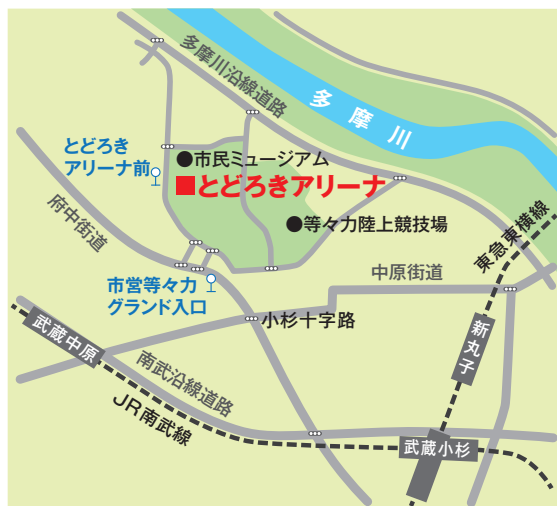 多摩川沿線道路
多摩川
とどろき
アリーナ前
市民ミュージアム
とどろきアリーナ
府中街道
等々力陸上競技場
東急東横線
市営等々力
グランド入口
中原街道
小杉十字路
新丸子
武蔵中原
南武沿線道路
JR南武線
武蔵小杉